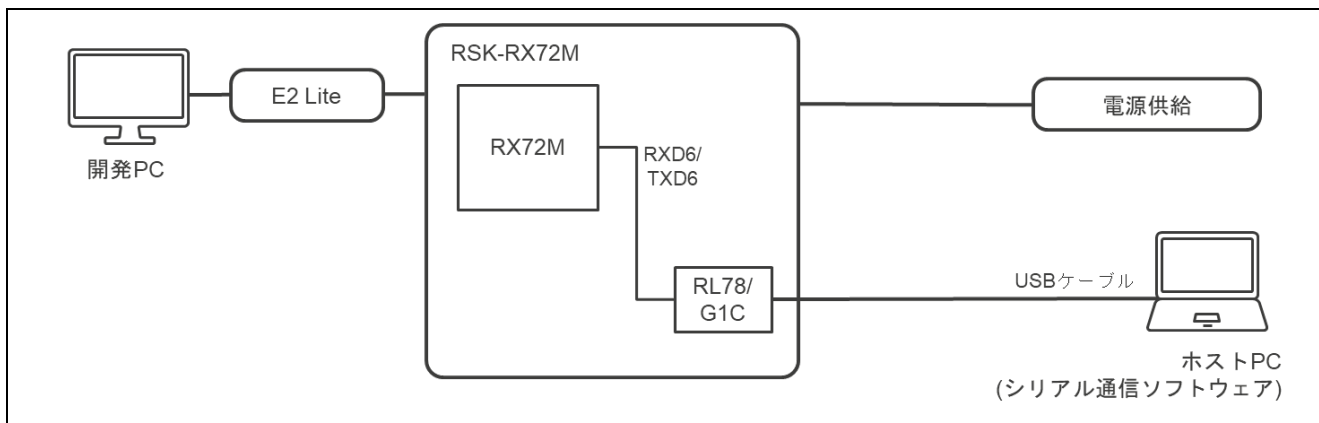 RSK-RX72M
E2 Lite
開発PC
RX72M
RXD6/
TXD6
RL78/
G1C
電源供給
USBケーブル
ホストPC
(シリアル通信ソフトウェア)